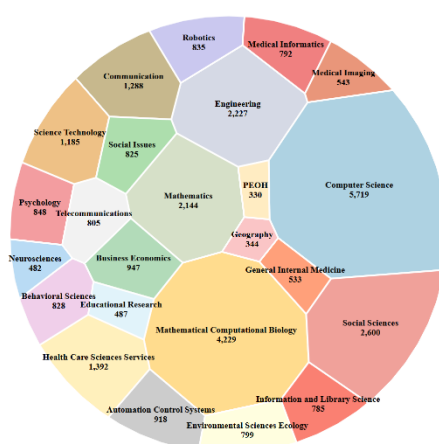 Robotics
835
Medical Informatics
792
Medical Imaging
543
Communication
1,288
Engineering
2,227
Science Technology
1,185
Social Issues
825
Computer Science
5,719
PEOH
330
Mathematics
2,144
Psychology
848
Telecommunications
805
Geography
344
Neurosciences
482
Business Economics
947
General Internal Medicine
533
Behavioral Sciences
828
Educational Research
487
Mathematical Computational Biology
4,229
Social Sciences
2,600
Health Care Sciences Services
1,392
Information and Library Science
785
Automation Control Systems
918
Environmental Sciences Ecology
799